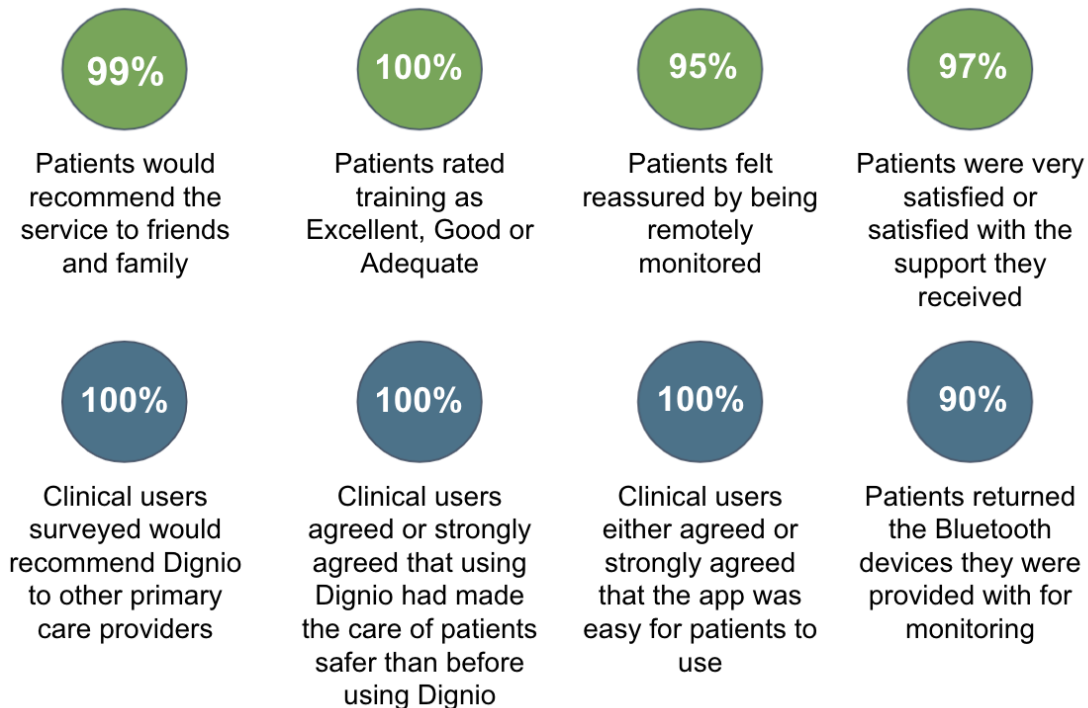 99%
Patients would
recommend the
service to friends
and family
100%
Patients rated
training as
Excellent, Good or
Adequate
95%
Patients felt
reassured by being
remotely
monitored
97%
Patients were very
satisfied or
satisfied with the
support they
received
100%
Clinical users
surveyed would
recommend Dignio
to other primary
care providers
100%
Clinical users
agreed or strongly
agreed that using
Dignio had made
the care of patients
safer than before
using Dignio
100%
Clinical users
either agreed or
strongly agreed
that the app was
easy for patients to
use
90%
Patients returned
the Bluetooth
devices they were
provided with for
monitoring